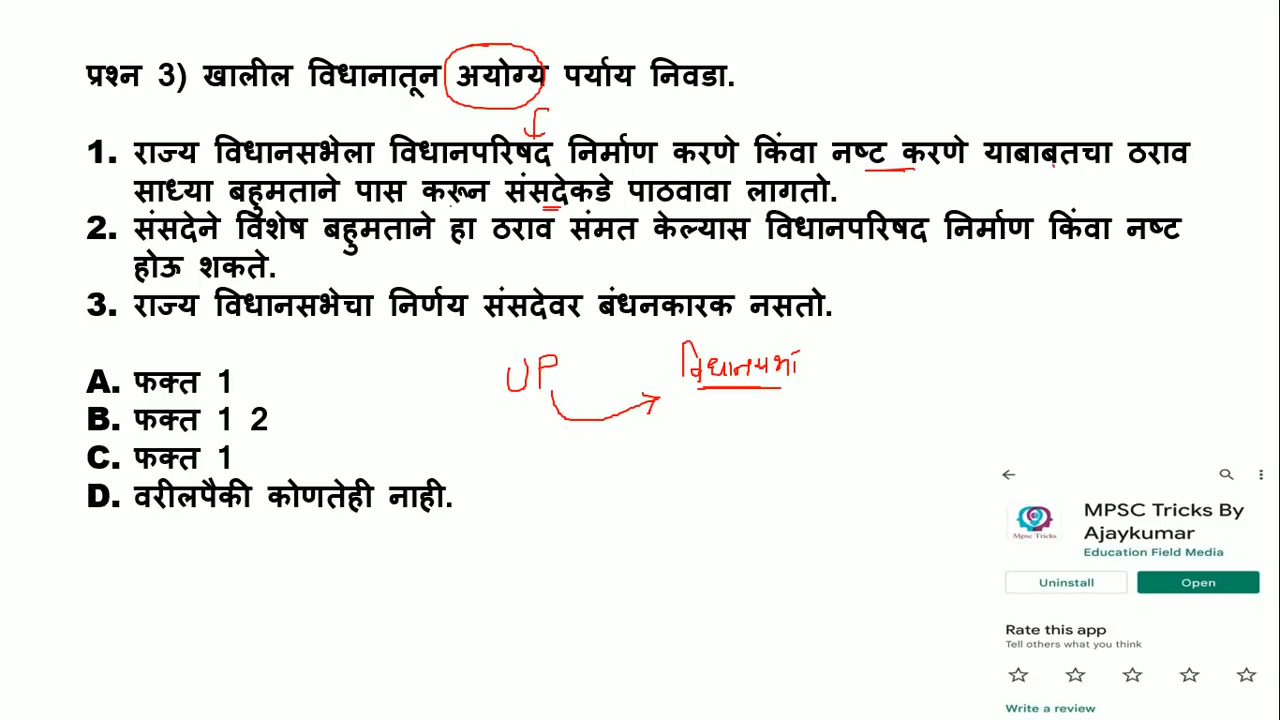 प्रश्न 3) खालील विधानातून अयोग्य पर्याय निवडा.
1. राज्य विधानसभेला विधानपरिषद निर्माण करणे किंवा नष्ट करणे याबाबतचा ठराव
साध्या बहुमताने पास करून संसदेकडे पाठवावा लागतो.
2. संसदेने विशेष बहुमताने हा ठराव संमत केल्यास विधानपरिषद निर्माण किंवा नष्ट
होऊ शकते.
3. राज्य विधानसभेचा निर्णय संसदेवर बंधनकारक नसतो.
UP
A. फक्त 1
B. फक्त 1 2
C. फक्त 1
D. वरीलपैकी कोणतेही नाही.
MPSC Tricks By
Ajaykumar
Mpsc Tricks
Education Field Media
Uninstall Open
Rate this app
Tell others what you think
Write a review